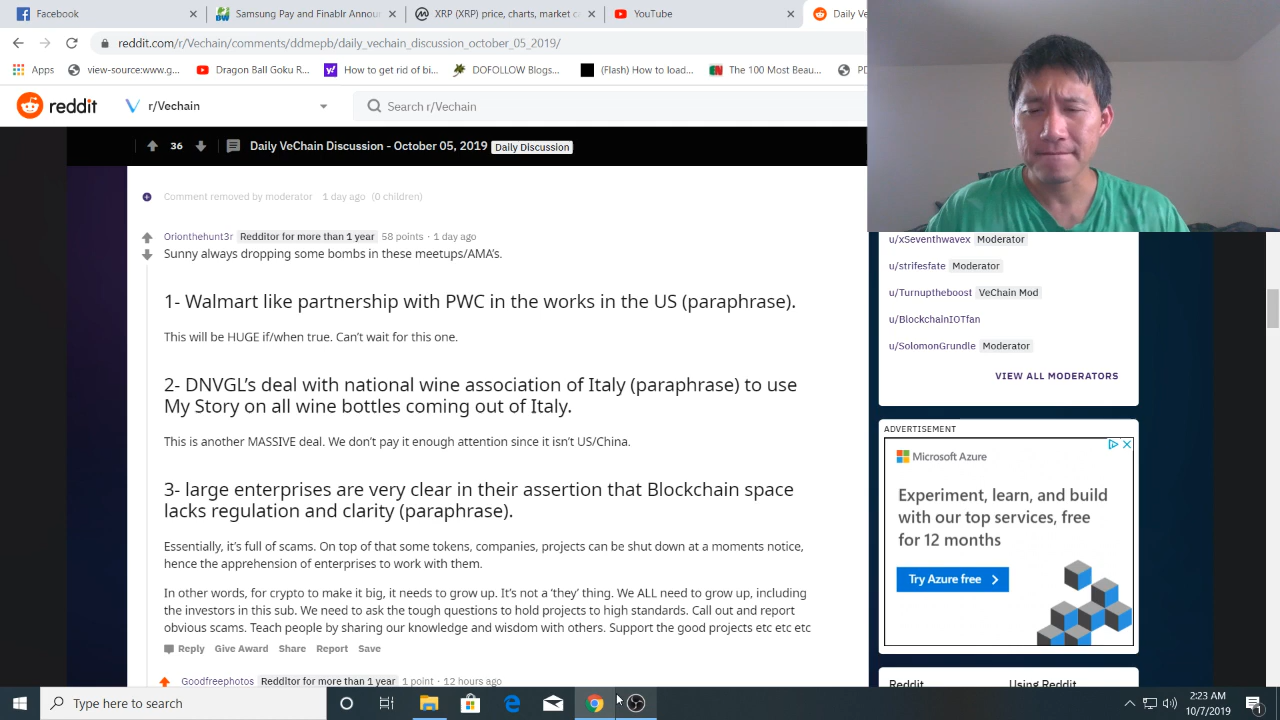 Facebook
Samsung Pay and Finablr Announ
XRP (XRP) price, charts, market c
YouTube
Daily Ve
reddit.com/r/Vechain/comments/ddmepb/daily_vechain_discussion_october_05_2019/
Apps
view-source:www.g...
Dragon Ball Goku R...
How to get rid of bi...
DOFOLLOW Blogs...
(Flash) How to load...
The 100 Most Beau...
reddit
r/Vechain
Search r/Vechain
36
Daily VeChain Discussion - October 05, 2019
Daily Discussion
Comment removed by moderator 1 day ago (0 children)
Orionthehunt3r Redditor for more than 1 year 58 points · 1 day ago
Sunny always dropping some bombs in these meetups/AMA's.
1- Walmart like partnership with PWC in the works in the US (paraphrase).
This will be HUGE if/when true. Can't wait for this one.
2- DNVGL's deal with national wine association of Italy (paraphrase) to use
My Story on all wine bottles coming out of Italy.
This is another MASSIVE deal. We don't pay it enough attention since it isn't US/China.
3- large enterprises are very clear in their assertion that Blockchain space
lacks regulation and clarity (paraphrase).
Essentially, it's full of scams. On top of that some tokens, companies, projects can be shut down at a moments notice,
hence the apprehension of enterprises to work with them.
In other words, for crypto to make it big, it needs to grow up. It's not a 'they' thing. We ALL need to grow up, including
the investors in this sub. We need to ask the tough questions to hold projects to high standards. Call out and report
obvious scams. Teach people by sharing our knowledge and wisdom with others. Support the good projects etc etc etc
Reply Give Award Share Report Save
Goodfreephotos Redditor for more than 1 year 1 point · 12 hours ago
u/xSeventhwavex Moderator
u/strifesfate Moderator
u/Turnuptheboost VeChain Mod
u/BlockchainIOTfan
u/SolomonGrundle Moderator
VIEW ALL MODERATORS
ADVERTISEMENT
Microsoft Azure
Experiment, learn, and build
with our top services, free
for 12 months
Try Azure free
Reddit
Using Reddit
Type here to search
2:23 AM
10/7/2019
1